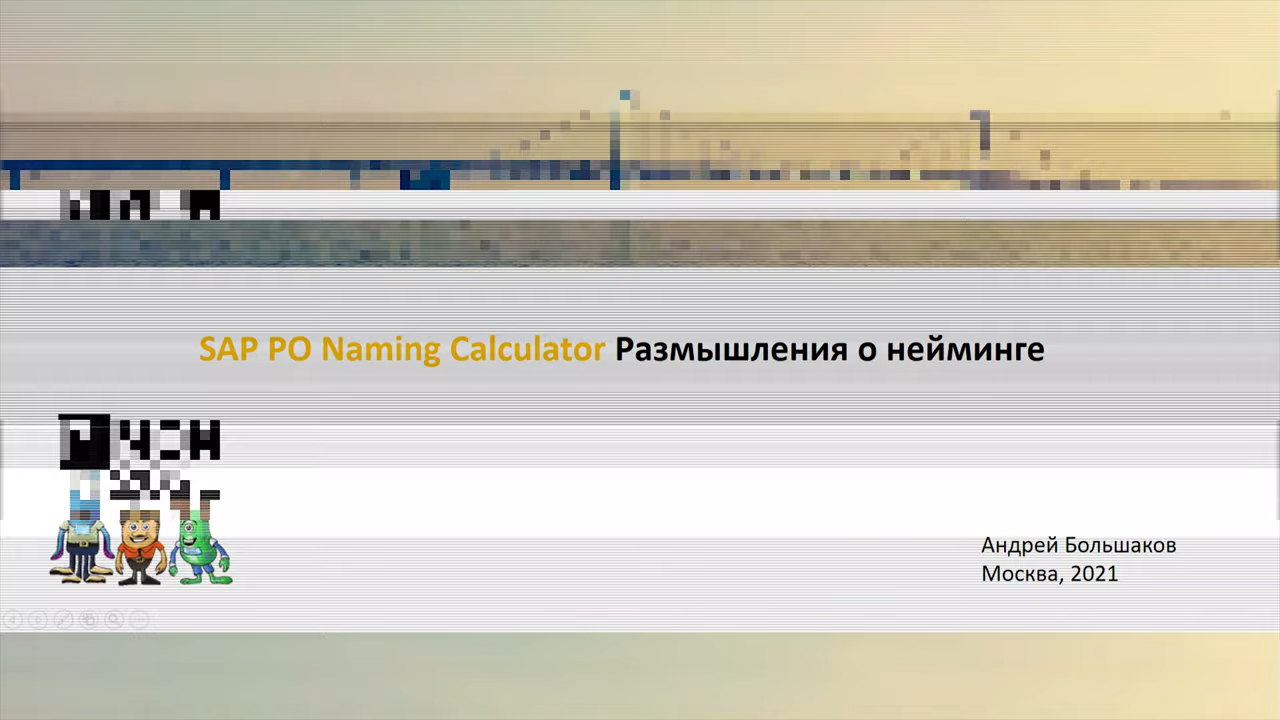 SAP PO Naming Calculator Размышления о нейминге
Андрей Большаков
Москва, 2021